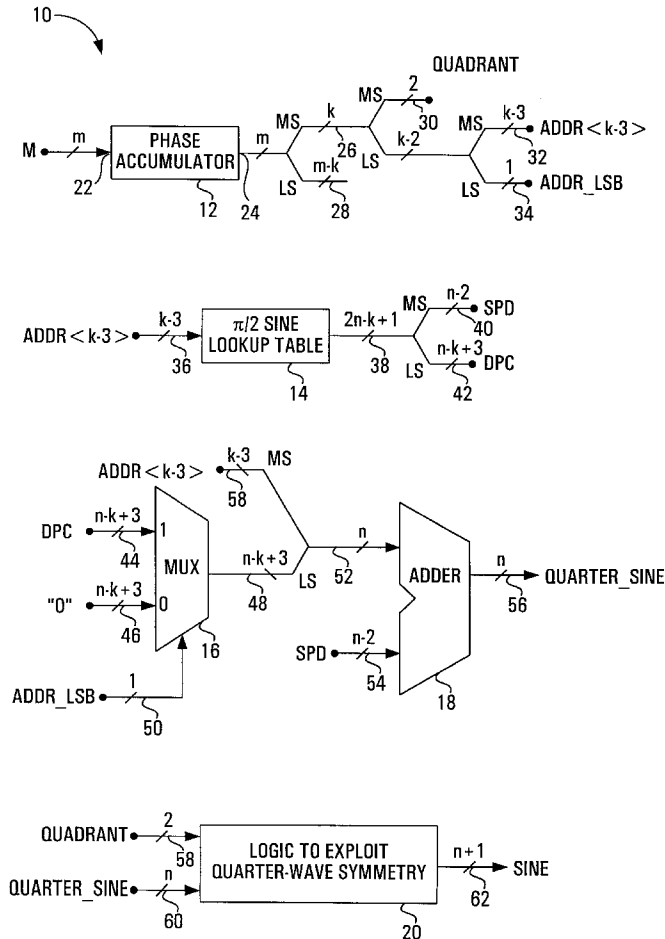 10
QUADRANT
MS 2
30
MS k
26
MS k-3 ADDR<k-3>
32
M m PHASE ACCUMULATOR m
22 12 24
LS k-2
LS m-k
28
LS 1 ADDR_LSB
34
ADDR<k-3> k-3 π/2 SINE LOOKUP TABLE 2n-k+1
36 14 38
MS n-2 SPD
40
LS n-k+3 DPC
42
ADDR<k-3> k-3 MS
58
DPC n-k+3 1
44
MUX n-k+3 LS
48
n
52
ADDER n QUARTER_SINE
56
"0" n-k+3 0
46
16
SPD n-2
54
18
ADDR_LSB 1
50
QUADRANT 2
58
LOGIC TO EXPLOIT
QUARTER-WAVE SYMMETRY
n+1 SINE
62
QUARTER_SINE n
60
20